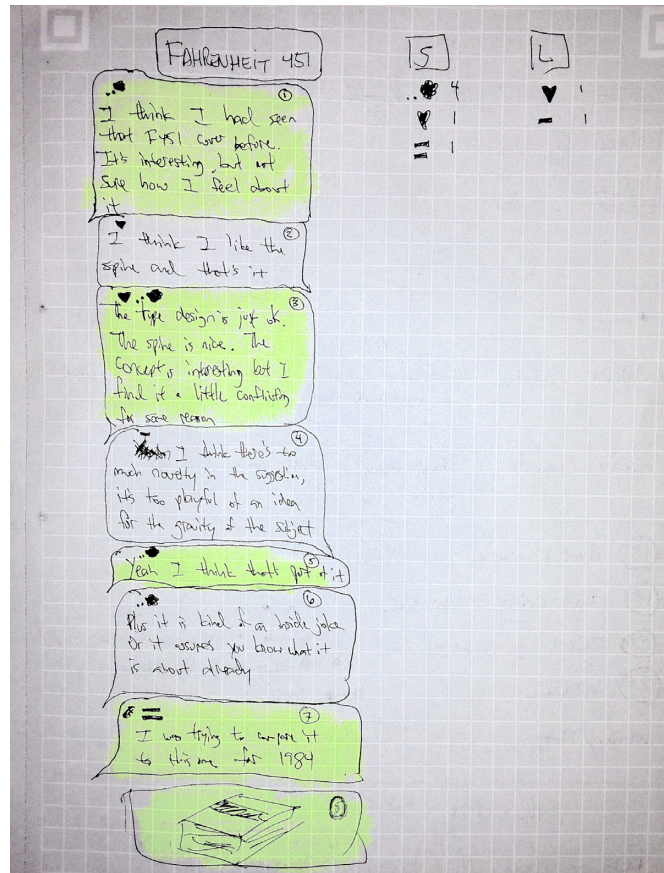 FAHRENHEIT 451
S
L
4
1
1
1
1
①
I think I had seen
that F451 cover before.
It's interesting, but not
sure how I feel about
it
②
I think I like the
spine and that's it
③
The type design is just ok.
The spine is nice. The
concept is interesting but I
find it a little conflicting
for some reason
④
I think there's too
much novelty in the suggestion,
it's too playful of an idea
for the gravity of the subject
⑤
Yeah I think that's part of it
⑥
Plus it is kind of an inside joke
Or it assumes you know what it
is about already
⑦
I was trying to compare it
to this one for 1984
⑧